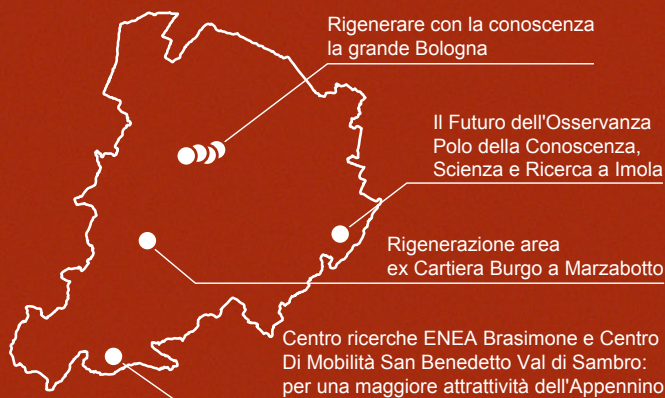 Rigenerare con la conoscenza
la grande Bologna
Il Futuro dell'Osservanza
Polo della Conoscenza,
Scienza e Ricerca a Imola
Rigenerazione area
ex Cartiera Burgo a Marzabotto
Centro ricerche ENEA Brasimone e Centro
Di Mobilità San Benedetto Val di Sambro:
per una maggiore attrattività dell'Appennino